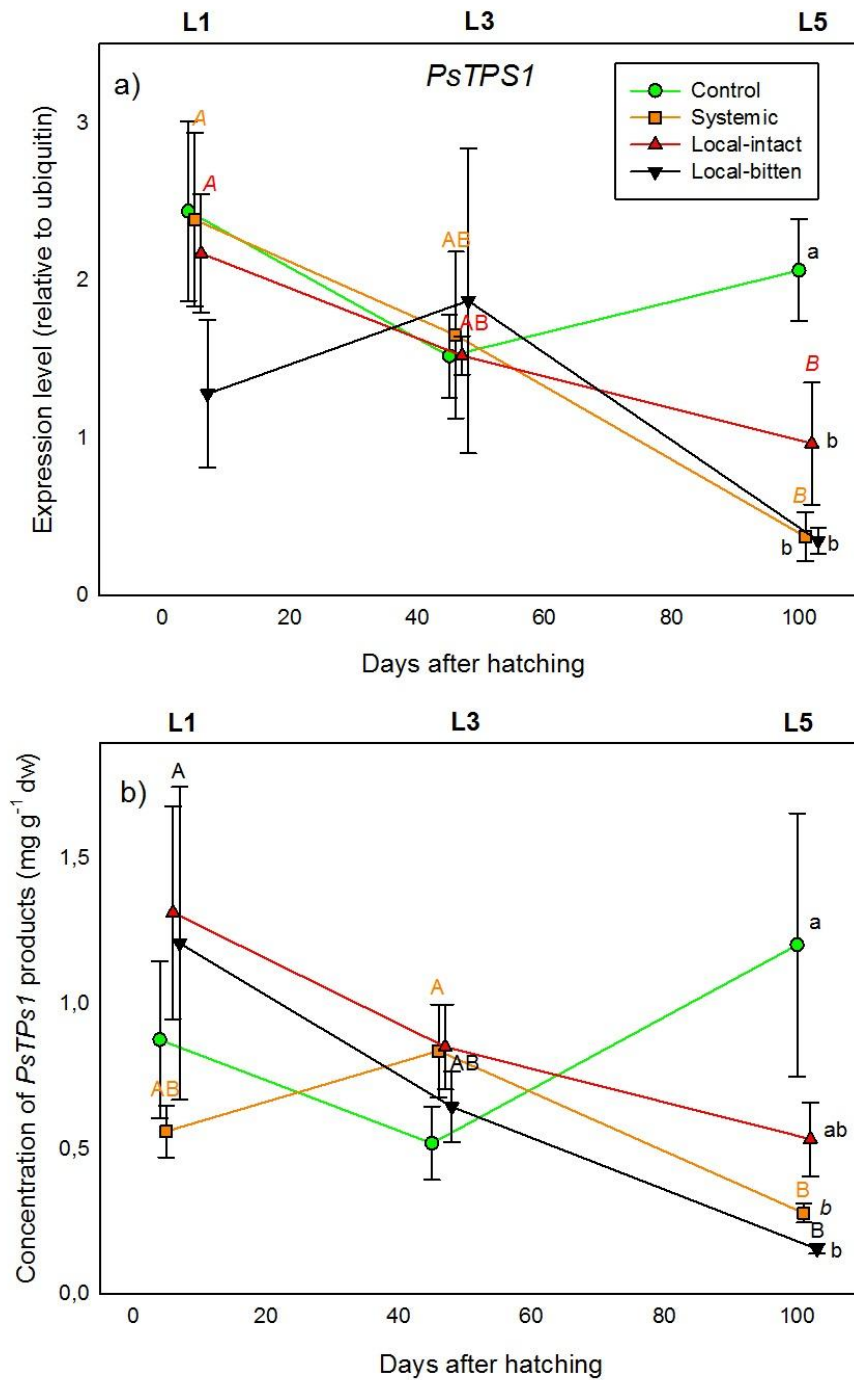 L1 L3 L5
a) PsTPS1
Control
Systemic
Local-intact
Local-bitten
3
2
1
0
A
A
AB
AB
a
B
b
B
b
b
0 20 40 60 80 100
Expression level (relative to ubiquitin)
Days after hatching
L1 L3 L5
b)
1,5
1,0
0,5
0,0
A
AB
A
AB
a
ab
B
b
B
b
0 20 40 60 80 100
Concentration of PsTPs1 products (mg g⁻¹ dw)
Days after hatching